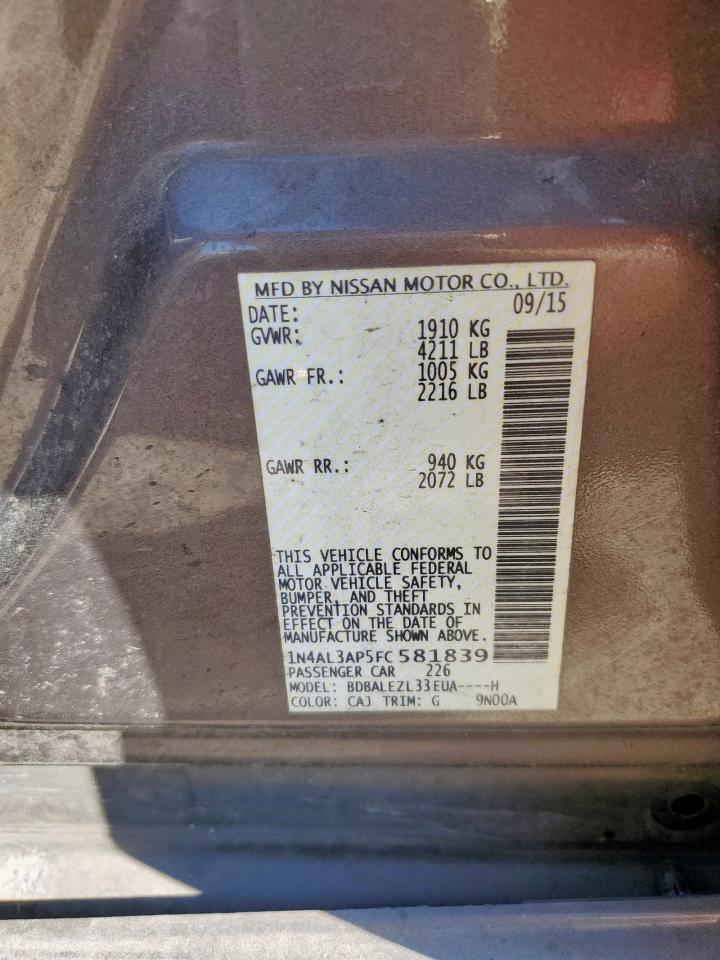 MFD BY NISSAN MOTOR CO., LTD.
DATE: 09/15
GVWR: 1910 KG
4211 LB
GAWR FR.: 1005 KG
2216 LB
GAWR RR.: 940 KG
2072 LB
THIS VEHICLE CONFORMS TO
ALL APPLICABLE FEDERAL
MOTOR VEHICLE SAFETY,
BUMPER, AND THEFT
PREVENTION STANDARDS IN
EFFECT ON THE DATE OF
MANUFACTURE SHOWN ABOVE.
1N4AL3AP5FC581839
PASSENGER CAR 226
MODEL: BDBALEZL33EUA----H
COLOR: CAJ TRIM: G 9N00A